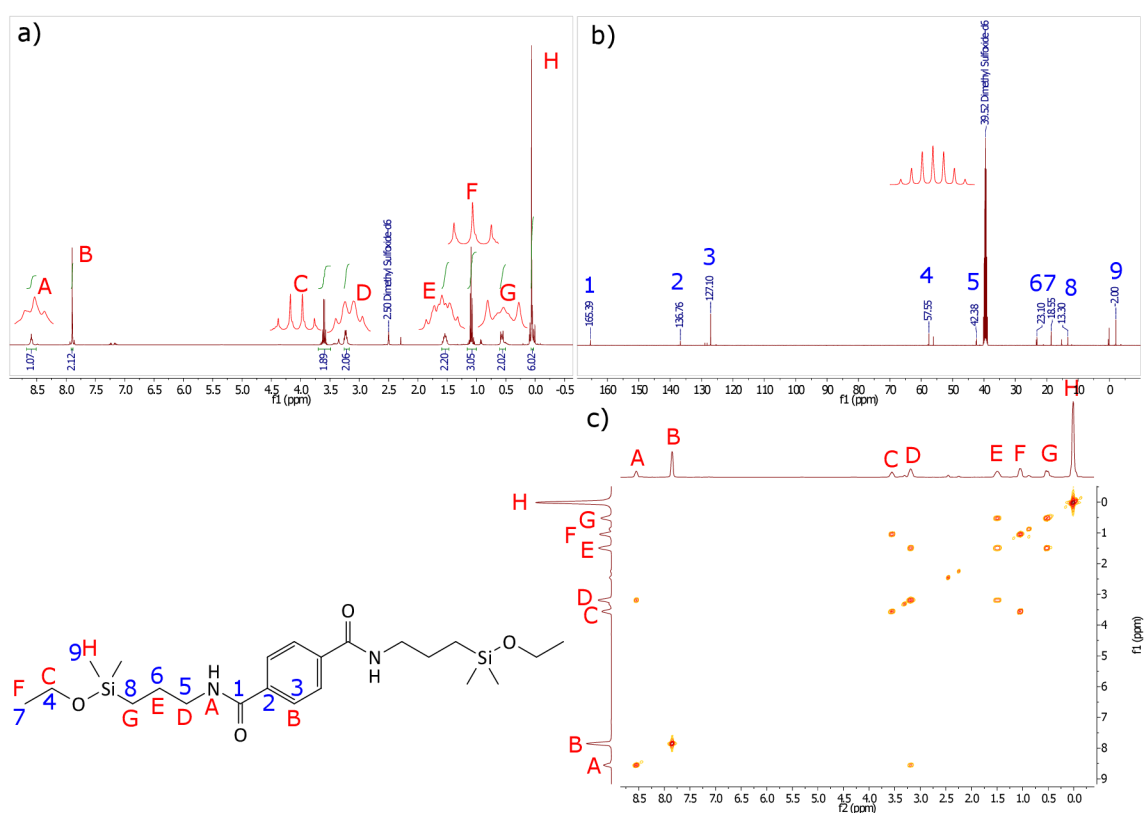 a)
H
F
B
A
C
D
E
G
2.50 Dimethyl Sulfoxide-d6
1.07
2.12
1.89
2.06
2.20
3.05
2.02
6.02
8.5 8.0 7.5 7.0 6.5 6.0 5.5 5.0 4.5 4.0 3.5 3.0 2.5 2.0 1.5 1.0 0.5 0.0 -0.5
f1 (ppm)
b)
39.52 Dimethyl Sulfoxide-d6
1 2 3 4 5 6 7 8 9
165.39
136.76
127.10
57.55
42.38
23.10
18.55
13.30
-2.00
160 150 140 130 120 110 100 90 80 70 60 50 40 30 20 10 0
f1 (ppm)
c)
H
A B C D E F G
H
G
F
E
D
C
B
A
0
1
2
3
4
5
6
7
8
9
f1 (ppm)
8.5 8.0 7.5 7.0 6.5 6.0 5.5 5.0 4.5 4.0 3.5 3.0 2.5 2.0 1.5 1.0 0.5 0.0
f2 (ppm)
O
N
H
Si
O
9 H
6
H
F C
Si 8 5 N 1 3
7 4 O G E D A 2 B
O